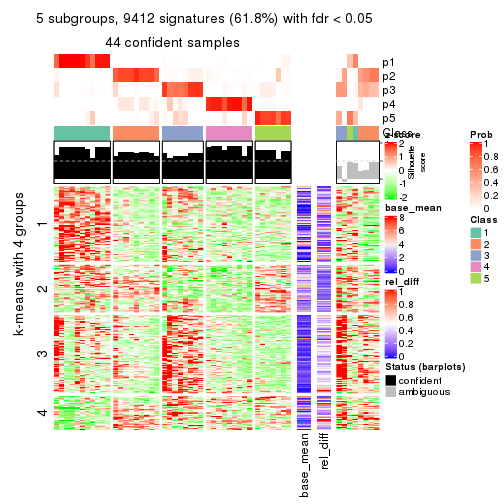 5 subgroups, 9412 signatures (61.8%) with fdr < 0.05
44 confident samples
p1
p2
p3
p4
p5
Class
k-means with 4 groups
1
2
3
4
base_mean
rel_diff
z-score
2
1
0
-1
-2
Silhouette
score
base_mean
8
6
4
2
0
rel_diff
1
0.8
0.6
0.4
0.2
0
Status (barplots)
confident
ambiguous
Prob
1
0.8
0.6
0.4
0.2
0
Class
1
2
3
4
5